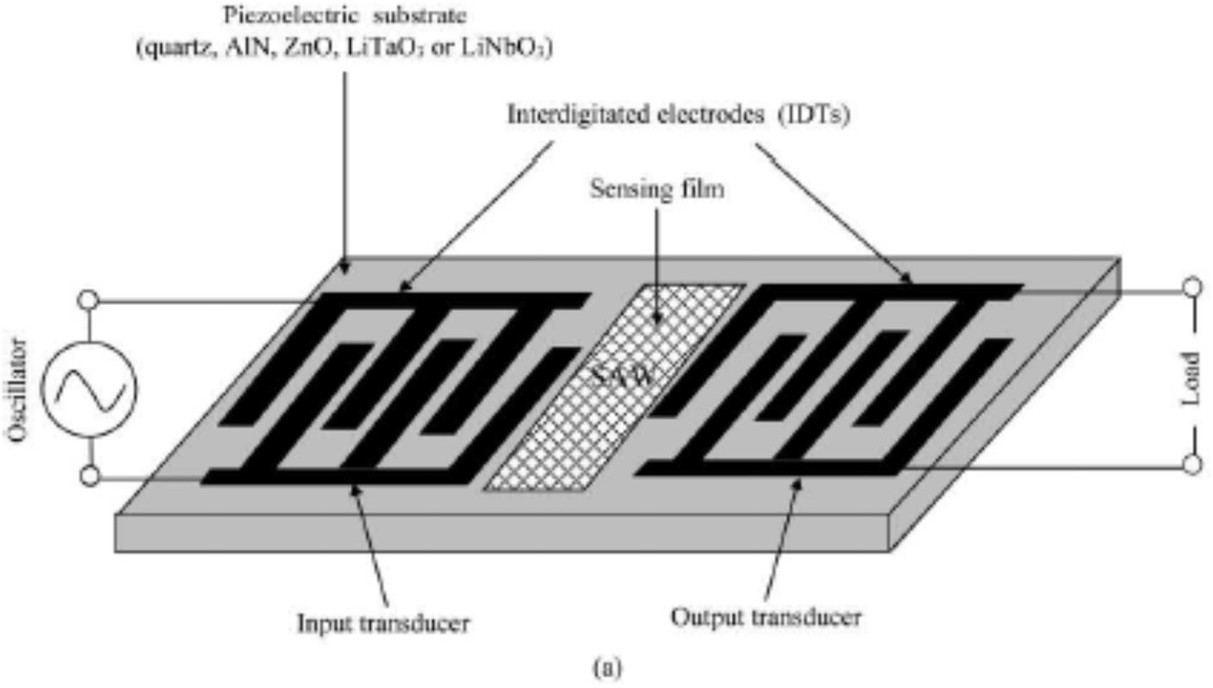 Piezoelectric substrate
(quartz, AlN, ZnO, LiTaO₃ or LiNbO₃)
Interdigitated electrodes (IDTs)
Sensing film
SAW
Oscillator
Load
Input transducer
Output transducer
(a)